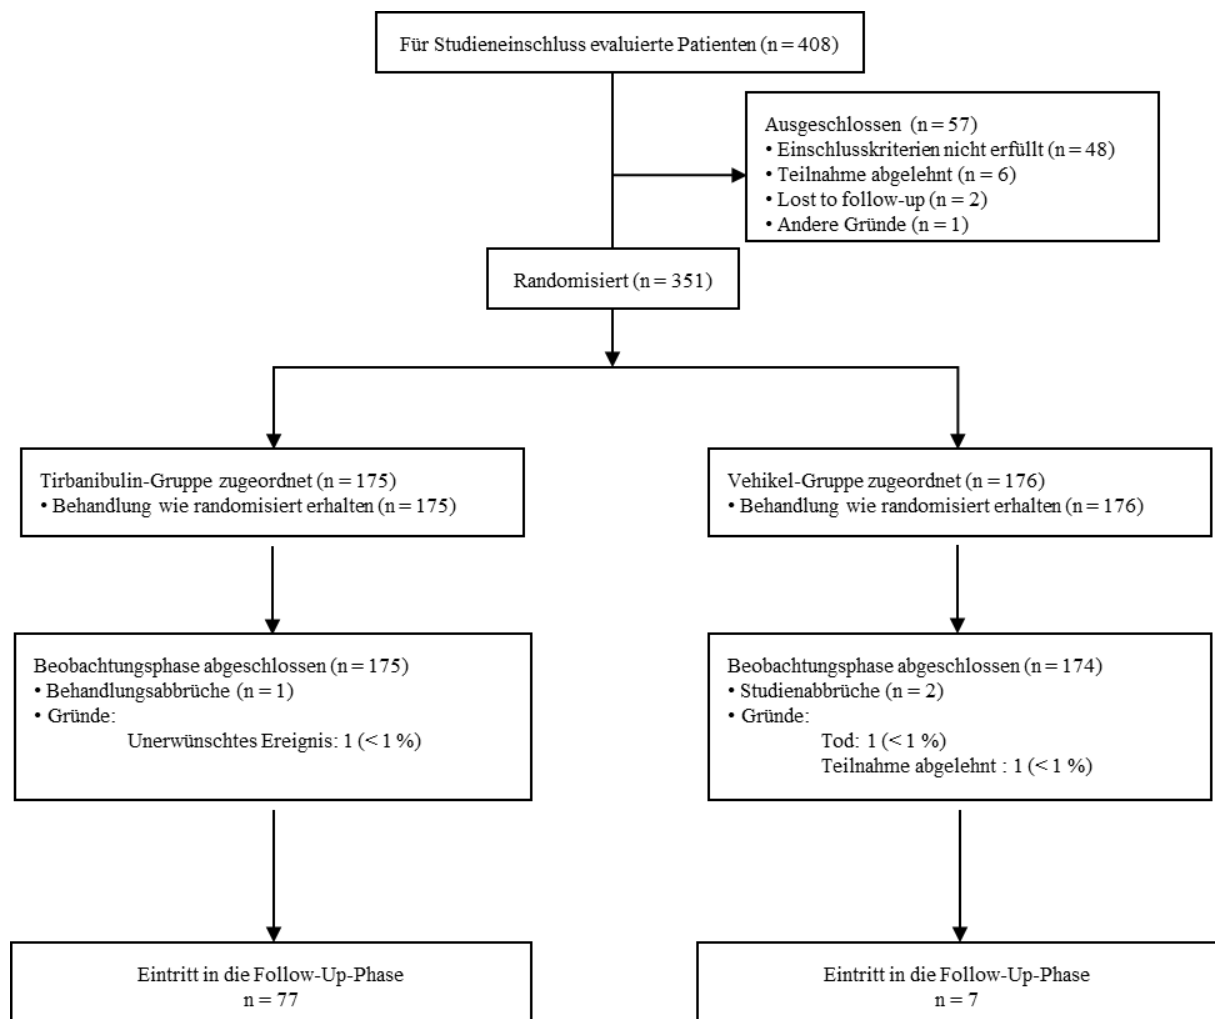 Für Studieneinschluss evaluierte Patienten (n = 408)
Ausgeschlossen (n = 57)
• Einschlusskriterien nicht erfüllt (n = 48)
• Teilnahme abgelehnt (n = 6)
• Lost to follow-up (n = 2)
• Andere Gründe (n = 1)
Randomisiert (n = 351)
Tirbanibulin-Gruppe zugeordnet (n = 175)
• Behandlung wie randomisiert erhalten (n = 175)
Vehikel-Gruppe zugeordnet (n = 176)
• Behandlung wie randomisiert erhalten (n = 176)
Beobachtungsphase abgeschlossen (n = 175)
• Behandlungsabbrüche (n = 1)
• Gründe:
Unerwünschtes Ereignis: 1 (< 1 %)
Beobachtungsphase abgeschlossen (n = 174)
• Studienabbrüche (n = 2)
• Gründe:
Tod: 1 (< 1 %)
Teilnahme abgelehnt : 1 (< 1 %)
Eintritt in die Follow-Up-Phase
n = 77
Eintritt in die Follow-Up-Phase
n = 7